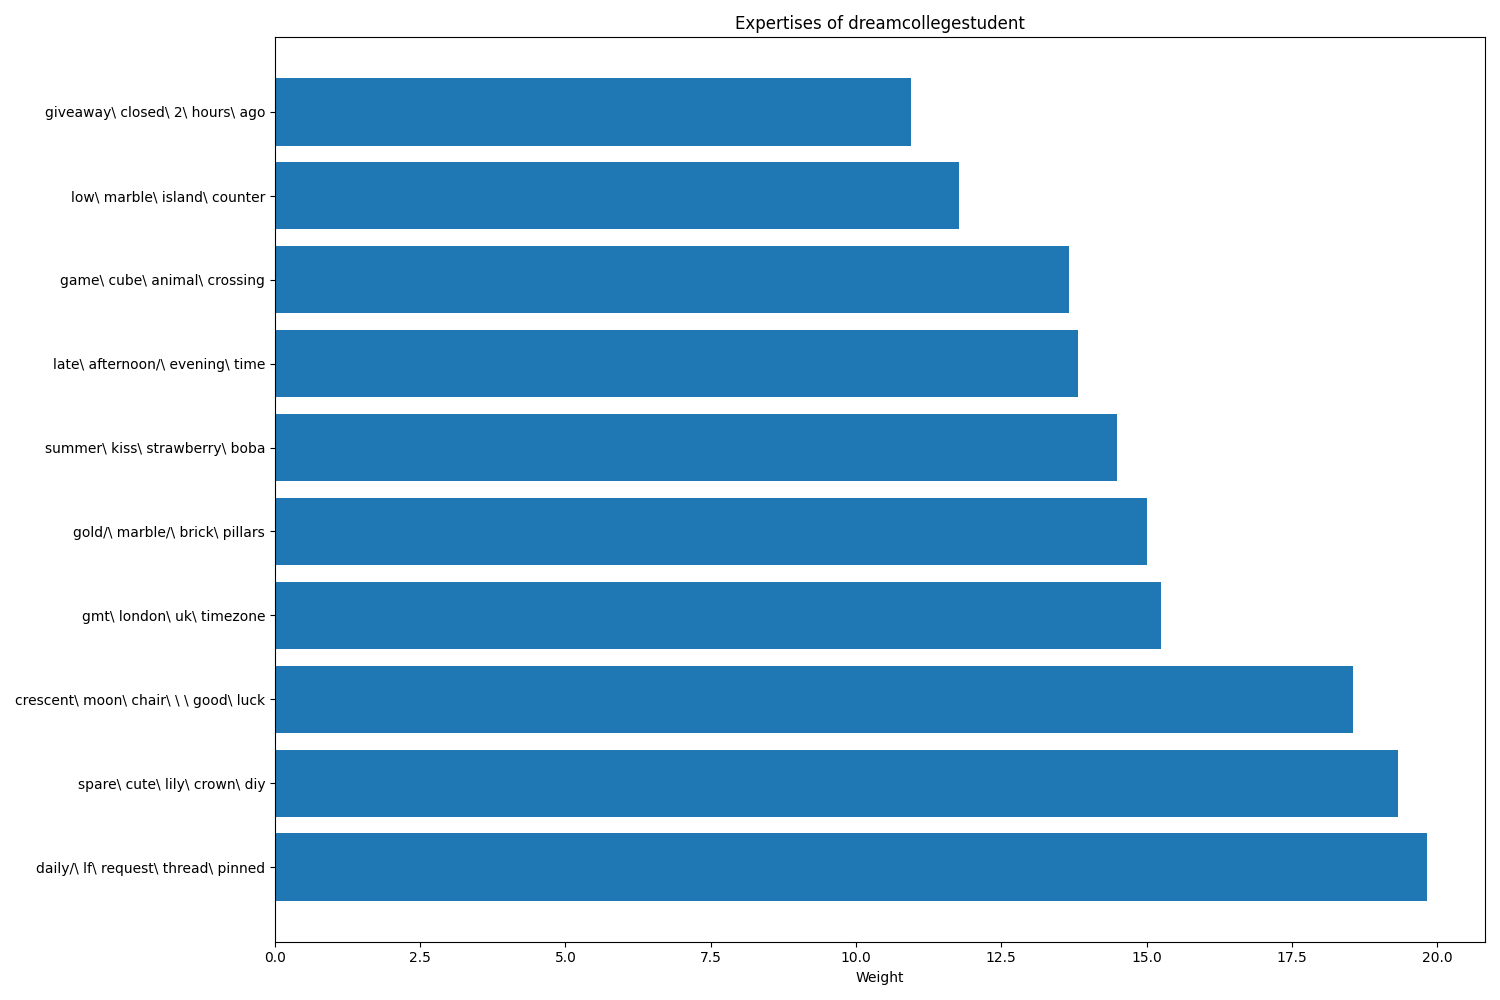 Expertises of dreamcollegestudent
giveaway\ closed\ 2\ hours\ ago
low\ marble\ island\ counter
game\ cube\ animal\ crossing
late\ afternoon/\ evening\ time
summer\ kiss\ strawberry\ boba
gold/\ marble/\ brick\ pillars
gmt\ london\ uk\ timezone
crescent\ moon\ chair\ \ \ good\ luck
spare\ cute\ lily\ crown\ diy
daily/\ lf\ request\ thread\ pinned
0.0 2.5 5.0 7.5 10.0 12.5 15.0 17.5 20.0
Weight